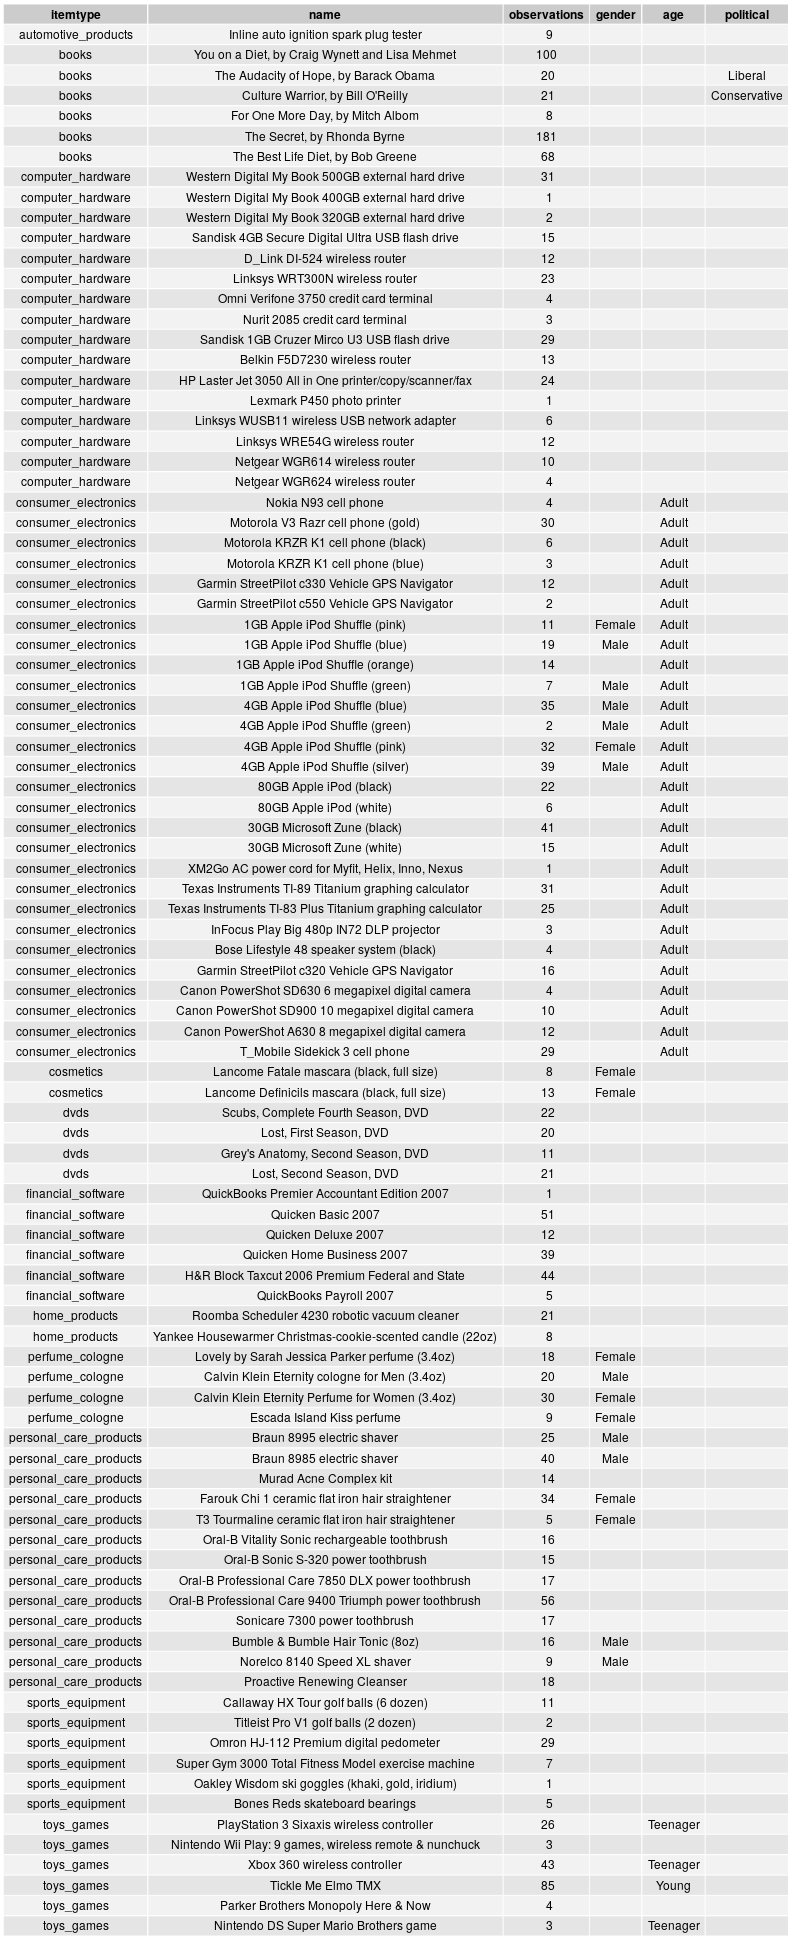 itemtype name observations gender age political
automotive_products Inline auto ignition spark plug tester 9
books You on a Diet, by Craig Wynett and Lisa Mehmet 100
books The Audacity of Hope, by Barack Obama 20 Liberal
books Culture Warrior, by Bill O'Reilly 21 Conservative
books For One More Day, by Mitch Albom 8
books The Secret, by Rhonda Byrne 181
books The Best Life Diet, by Bob Greene 68
computer_hardware Western Digital My Book 500GB external hard drive 31
computer_hardware Western Digital My Book 400GB external hard drive 1
computer_hardware Western Digital My Book 320GB external hard drive 2
computer_hardware Sandisk 4GB Secure Digital Ultra USB flash drive 15
computer_hardware D_Link DI-524 wireless router 12
computer_hardware Linksys WRT300N wireless router 23
computer_hardware Omni Verifone 3750 credit card terminal 4
computer_hardware Nurit 2085 credit card terminal 3
computer_hardware Sandisk 1GB Cruzer Mirco U3 USB flash drive 29
computer_hardware Belkin F5D7230 wireless router 13
computer_hardware HP Laster Jet 3050 All in One printer/copy/scanner/fax 24
computer_hardware Lexmark P450 photo printer 1
computer_hardware Linksys WUSB11 wireless USB network adapter 6
computer_hardware Linksys WRE54G wireless router 12
computer_hardware Netgear WGR614 wireless router 10
computer_hardware Netgear WGR624 wireless router 4
consumer_electronics Nokia N93 cell phone 4 Adult
consumer_electronics Motorola V3 Razr cell phone (gold) 30 Adult
consumer_electronics Motorola KRZR K1 cell phone (black) 6 Adult
consumer_electronics Motorola KRZR K1 cell phone (blue) 3 Adult
consumer_electronics Garmin StreetPilot c330 Vehicle GPS Navigator 12 Adult
consumer_electronics Garmin StreetPilot c550 Vehicle GPS Navigator 2 Adult
consumer_electronics 1GB Apple iPod Shuffle (pink) 11 Female Adult
consumer_electronics 1GB Apple iPod Shuffle (blue) 19 Male Adult
consumer_electronics 1GB Apple iPod Shuffle (orange) 14 Adult
consumer_electronics 1GB Apple iPod Shuffle (green) 7 Male Adult
consumer_electronics 4GB Apple iPod Shuffle (blue) 35 Male Adult
consumer_electronics 4GB Apple iPod Shuffle (green) 2 Male Adult
consumer_electronics 4GB Apple iPod Shuffle (pink) 32 Female Adult
consumer_electronics 4GB Apple iPod Shuffle (silver) 39 Male Adult
consumer_electronics 80GB Apple iPod (black) 22 Adult
consumer_electronics 80GB Apple iPod (white) 6 Adult
consumer_electronics 30GB Microsoft Zune (black) 41 Adult
consumer_electronics 30GB Microsoft Zune (white) 15 Adult
consumer_electronics XM2Go AC power cord for Myfit, Helix, Inno, Nexus 1 Adult
consumer_electronics Texas Instruments TI-89 Titanium graphing calculator 31 Adult
consumer_electronics Texas Instruments TI-83 Plus Titanium graphing calculator 25 Adult
consumer_electronics InFocus Play Big 480p IN72 DLP projector 3 Adult
consumer_electronics Bose Lifestyle 48 speaker system (black) 4 Adult
consumer_electronics Garmin StreetPilot c320 Vehicle GPS Navigator 16 Adult
consumer_electronics Canon PowerShot SD630 6 megapixel digital camera 4 Adult
consumer_electronics Canon PowerShot SD900 10 megapixel digital camera 10 Adult
consumer_electronics Canon PowerShot A630 8 megapixel digital camera 12 Adult
consumer_electronics T_Mobile Sidekick 3 cell phone 29 Adult
cosmetics Lancome Fatale mascara (black, full size) 8 Female
cosmetics Lancome Definicils mascara (black, full size) 13 Female
dvds Scubs, Complete Fourth Season, DVD 22
dvds Lost, First Season, DVD 20
dvds Grey's Anatomy, Second Season, DVD 11
dvds Lost, Second Season, DVD 21
financial_software QuickBooks Premier Accountant Edition 2007 1
financial_software Quicken Basic 2007 51
financial_software Quicken Deluxe 2007 12
financial_software Quicken Home Business 2007 39
financial_software H&R Block Taxcut 2006 Premium Federal and State 44
financial_software QuickBooks Payroll 2007 5
home_products Roomba Scheduler 4230 robotic vacuum cleaner 21
home_products Yankee Housewarmer Christmas-cookie-scented candle (22oz) 8
perfume_cologne Lovely by Sarah Jessica Parker perfume (3.4oz) 18 Female
perfume_cologne Calvin Klein Eternity cologne for Men (3.4oz) 20 Male
perfume_cologne Calvin Klein Eternity Perfume for Women (3.4oz) 30 Female
perfume_cologne Escada Island Kiss perfume 9 Female
personal_care_products Braun 8995 electric shaver 25 Male
personal_care_products Braun 8985 electric shaver 40 Male
personal_care_products Murad Acne Complex kit 14
personal_care_products Farouk Chi 1 ceramic flat iron hair straightener 34 Female
personal_care_products T3 Tourmaline ceramic flat iron hair straightener 5 Female
personal_care_products Oral-B Vitality Sonic rechargeable toothbrush 16
personal_care_products Oral-B Sonic S-320 power toothbrush 15
personal_care_products Oral-B Professional Care 7850 DLX power toothbrush 17
personal_care_products Oral-B Professional Care 9400 Triumph power toothbrush 56
personal_care_products Sonicare 7300 power toothbrush 17
personal_care_products Bumble & Bumble Hair Tonic (8oz) 16 Male
personal_care_products Norelco 8140 Speed XL shaver 9 Male
personal_care_products Proactive Renewing Cleanser 18
sports_equipment Callaway HX Tour golf balls (6 dozen) 11
sports_equipment Titleist Pro V1 golf balls (2 dozen) 2
sports_equipment Omron HJ-112 Premium digital pedometer 29
sports_equipment Super Gym 3000 Total Fitness Model exercise machine 7
sports_equipment Oakley Wisdom ski goggles (khaki, gold, iridium) 1
sports_equipment Bones Reds skateboard bearings 5
toys_games PlayStation 3 Sixaxis wireless controller 26 Teenager
toys_games Nintendo Wii Play: 9 games, wireless remote & nunchuck 3
toys_games Xbox 360 wireless controller 43 Teenager
toys_games Tickle Me Elmo TMX 85 Young
toys_games Parker Brothers Monopoly Here & Now 4
toys_games Nintendo DS Super Mario Brothers game 3 Teenager